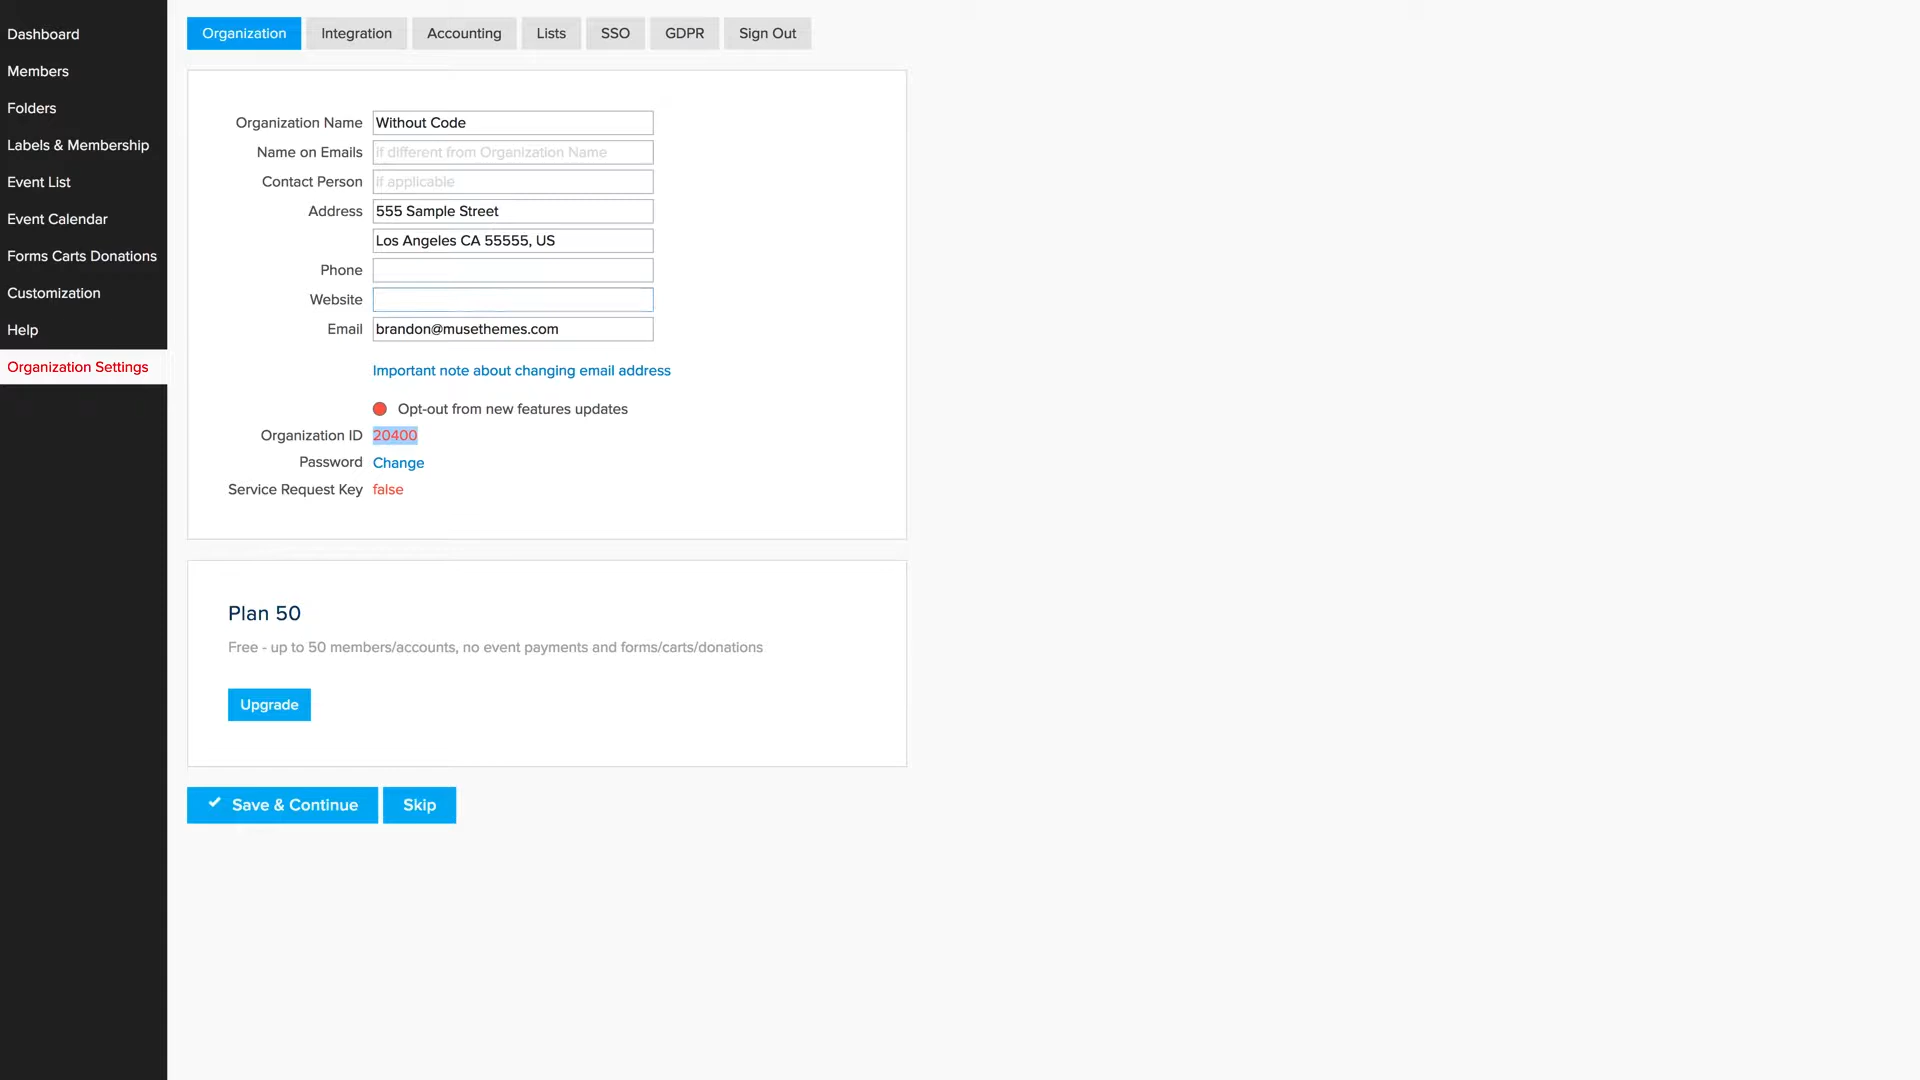 Dashboard
Members
Folders
Labels & Membership
Event List
Event Calendar
Forms Carts Donations
Customization
Help
Organization Settings
Organization Integration Accounting Lists SSO GDPR Sign Out
Organization Name Without Code
Name on Emails if different from Organization Name
Contact Person if applicable
Address 555 Sample Street
Los Angeles CA 55555, US
Phone
Website
Email brandon@musethemes.com
Important note about changing email address
Opt-out from new features updates
Organization ID 20400
Password Change
Service Request Key false
Plan 50
Free - up to 50 members/accounts, no event payments and forms/carts/donations
Upgrade
Save & Continue Skip